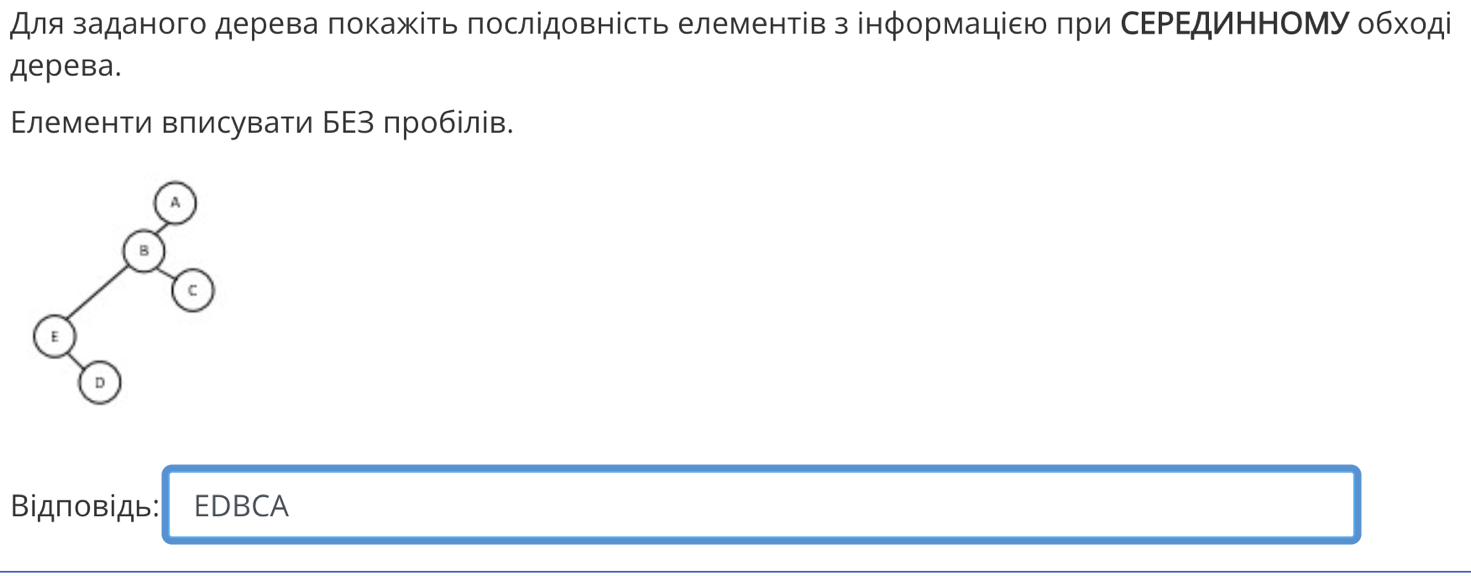 Для заданого дерева покажіть послідовність елементів з інформацією при СЕРЕДИННОМУ обході
дерева.
Елементи вписувати БЕЗ пробілів.
A
B
C
E
D
Відповідь: EDBCA